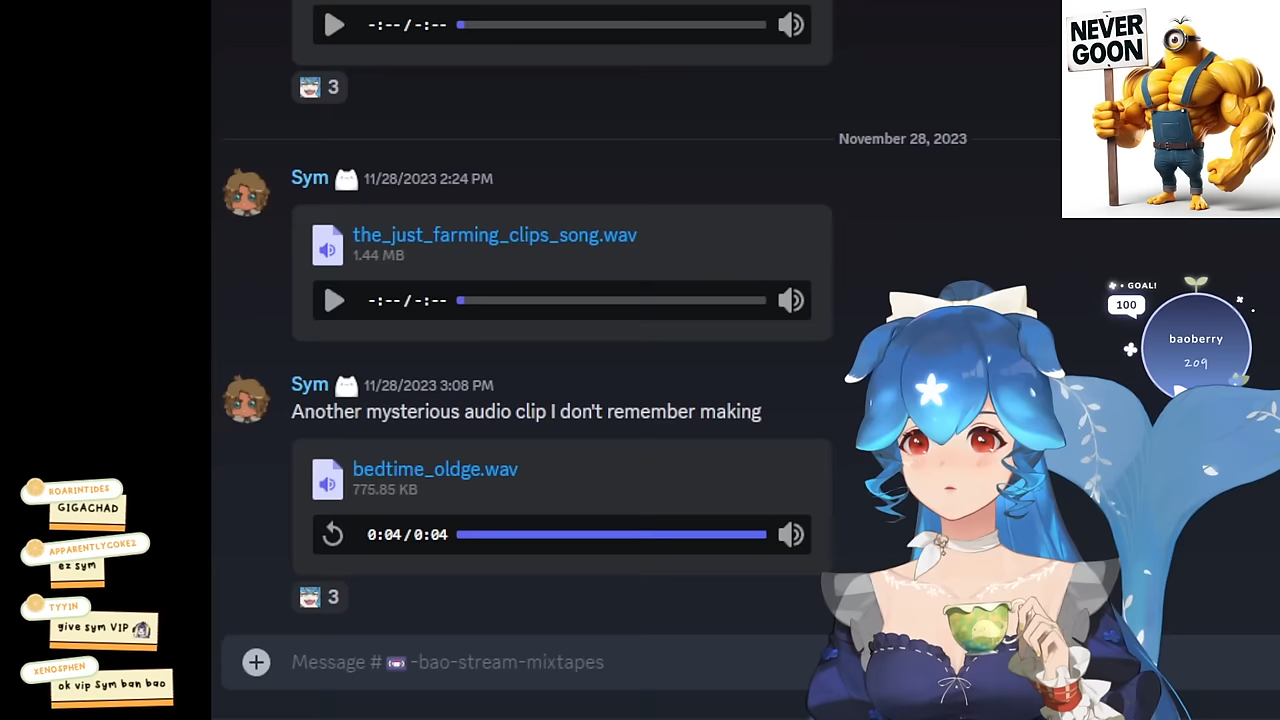 -:--/-:--
3
NEVER
GOON
November 28, 2023
Sym 11/28/2023 2:24 PM
the_just_farming_clips_song.wav
1.44 MB
-:--/-:--
Sym 11/28/2023 3:08 PM
Another mysterious audio clip I don't remember making
bedtime_oldge.wav
775.85 KB
0:04/0:04
3
Message # -bao-stream-mixtapes
• GOAL!
100
baoberry
209
ROARINTIDES
GIGACHAD
APPARENTLYCOKEZ
ez sym
TYYIN
give sym VIP
XENOSPHEN
ok vip Sym ban bao